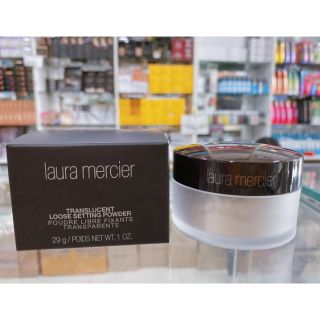 laura mercier
TRANSLUCENT
LOOSE SETTING POWDER
POUDRE LIBRE FIXANTE
TRANSPARENTE
29 g / POIDS NET WT. 1 OZ.
laura mercier